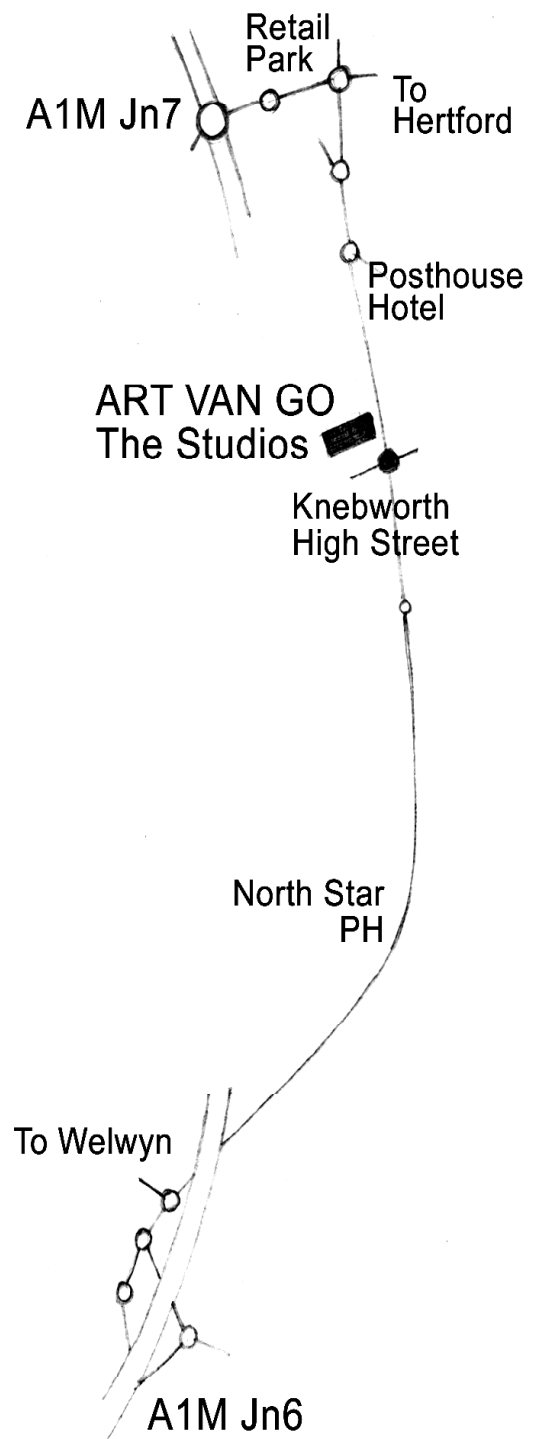 Retail
Park
A1M Jn7
To
Hertford
Posthouse
Hotel
ART VAN GO
The Studios
Knebworth
High Street
North Star
PH
To Welwyn
A1M Jn6